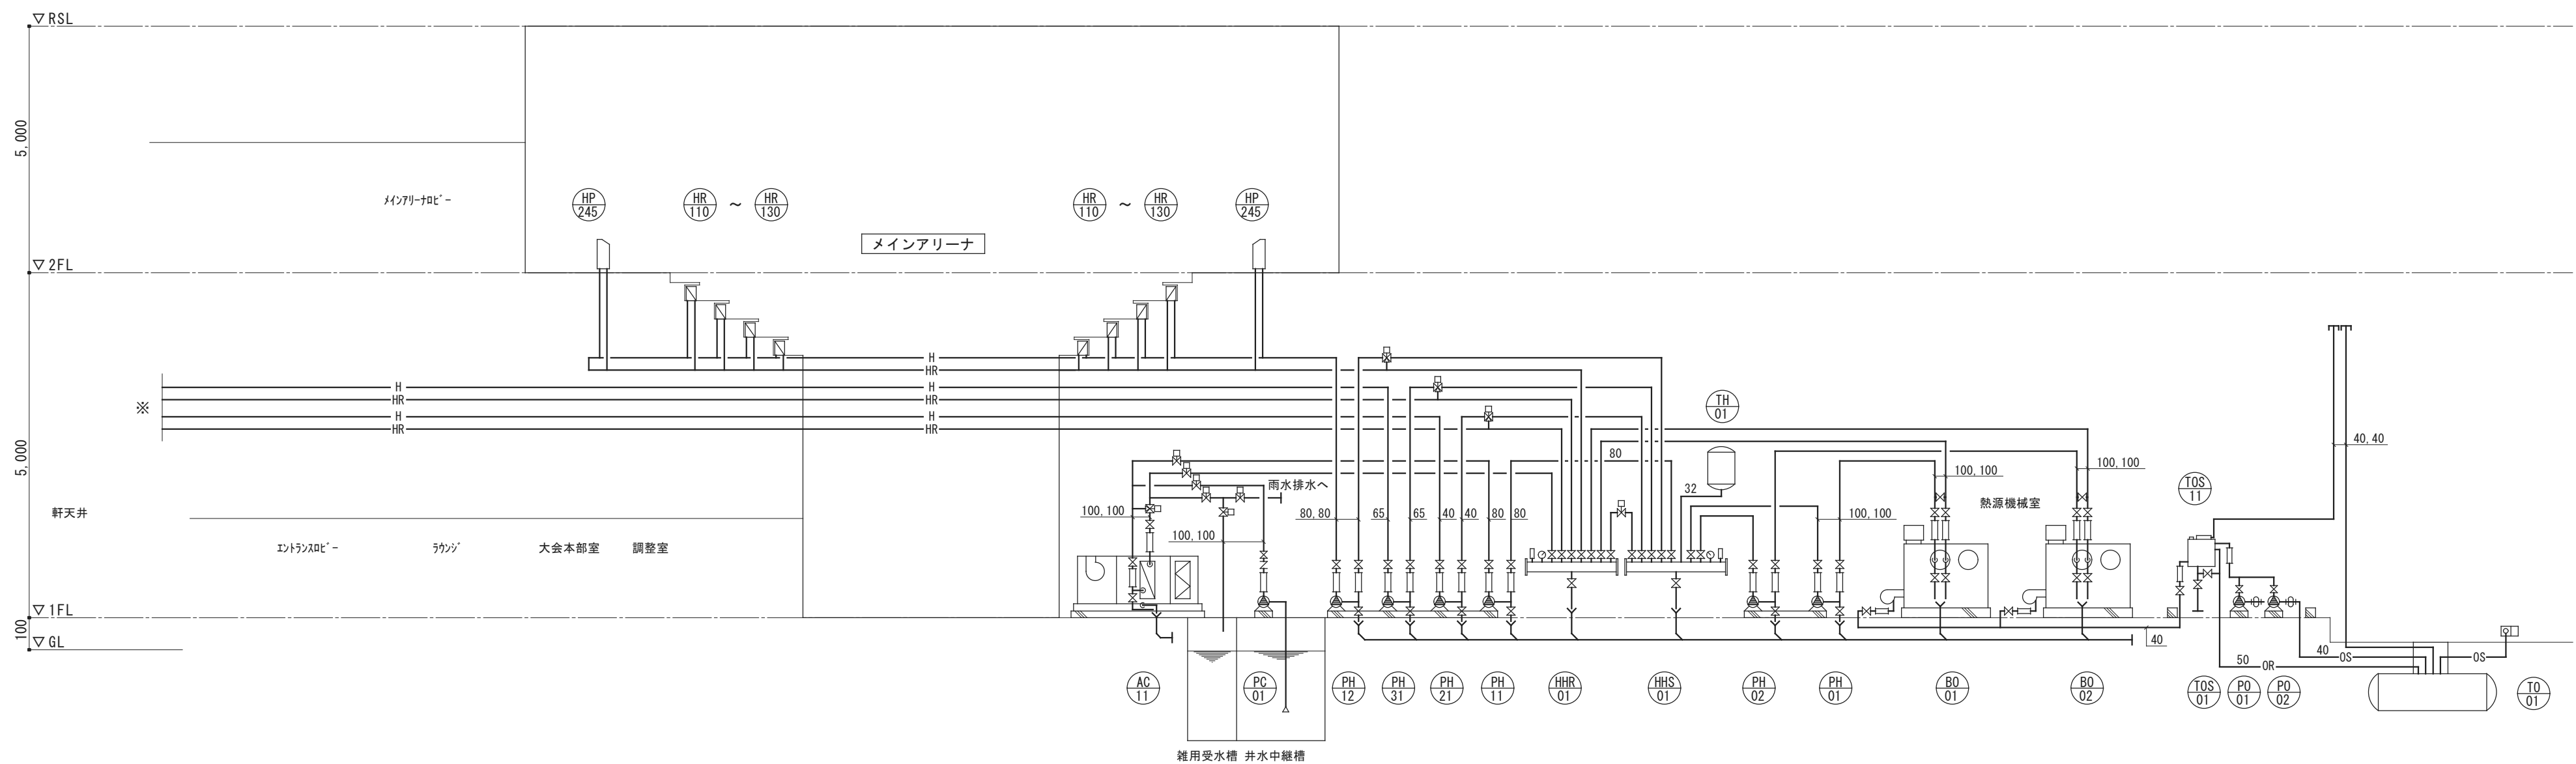 ▽RSL
5,000
メインアリーナロビー
HP
245
HR
110
～
HR
130
HR
110
～
HR
130
HP
245
メインアリーナ
▽2FL
H
HR
H
H
HR
HR
※
H
H
HR
HR
TH
01
5,000
80
32
40,40
100,100
100,100
TOS
11
雨水排水へ
熱源機械室
軒天井
100,100
80,80
65
65
40
40
80
80
100,100
100,100
エントランスロビー
ラウンジ
大会本部室
調整室
▽1FL
100
▽GL
40
50
OR
40
OS
OS
AC
11
PC
01
PH
12
PH
31
PH
21
PH
11
HHR
01
HHS
01
PH
02
PH
01
BO
01
BO
02
TOS
01
PO
01
PO
02
TO
01
雑用受水槽 井水中継槽